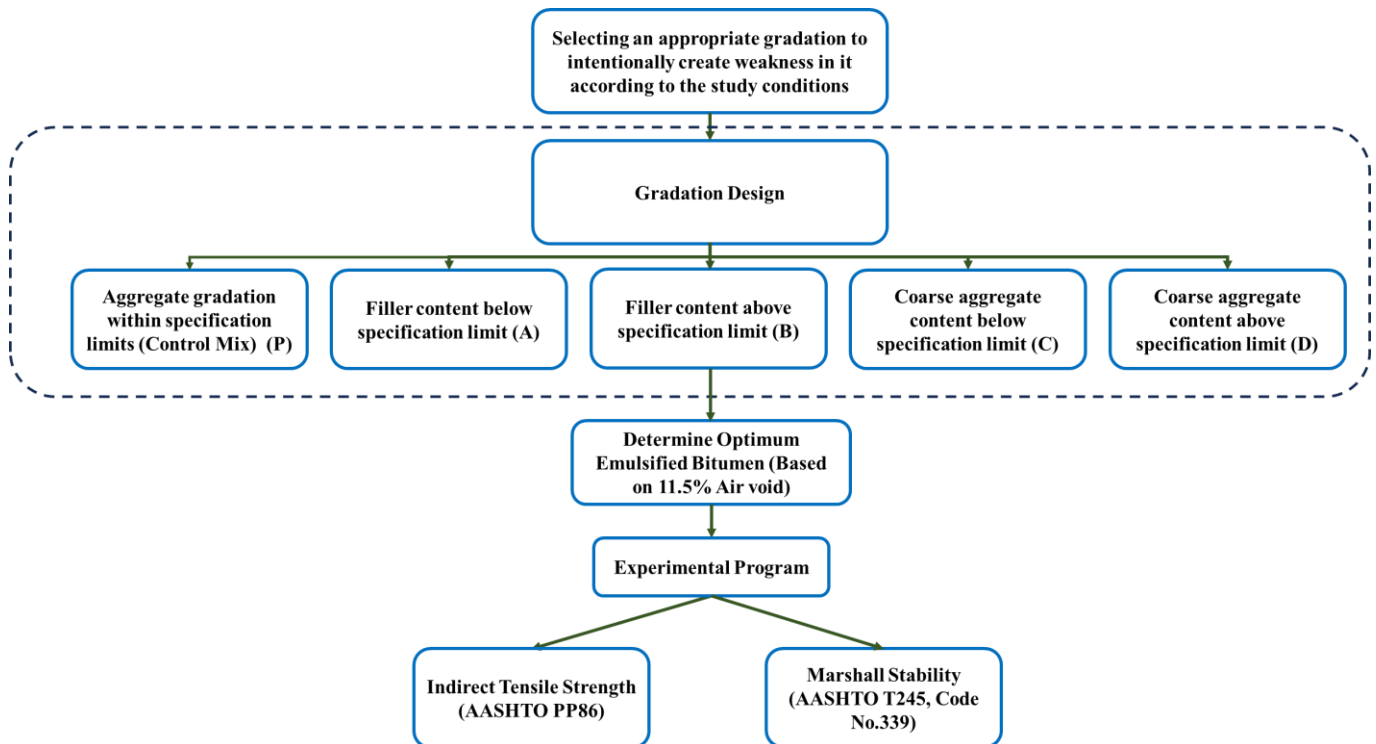 Selecting an appropriate gradation to
intentionally create weakness in it
according to the study conditions
Gradation Design
Aggregate gradation
within specification
limits (Control Mix) (P)
Filler content below
specification limit (A)
Filler content above
specification limit (B)
Coarse aggregate
content below
specification limit (C)
Coarse aggregate
content above
specification limit (D)
Determine Optimum
Emulsified Bitumen (Based
on 11.5% Air void)
Experimental Program
Indirect Tensile Strength
(AASHTO PP86)
Marshall Stability
(AASHTO T245, Code
No.339)